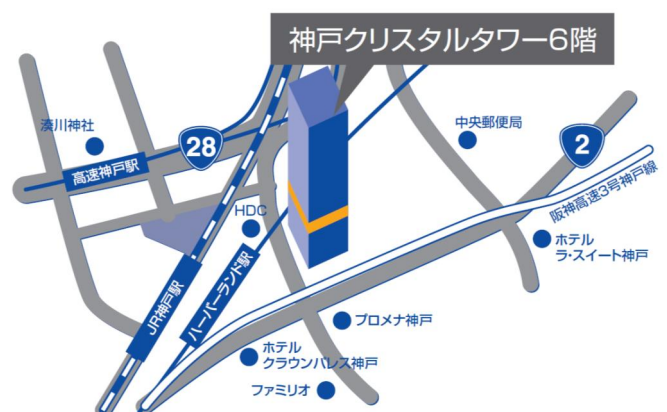 神戸クリスタルタワー6階
湊川神社
28
中央郵便局
2
高速神戸駅
阪神高速3号神戸線
HDC
ホテル
ラ・スイート神戸
JR神戸駅
ハーバーランド駅
プロメナ神戸
ホテル
クラウンパレス神戸
ファミリオ